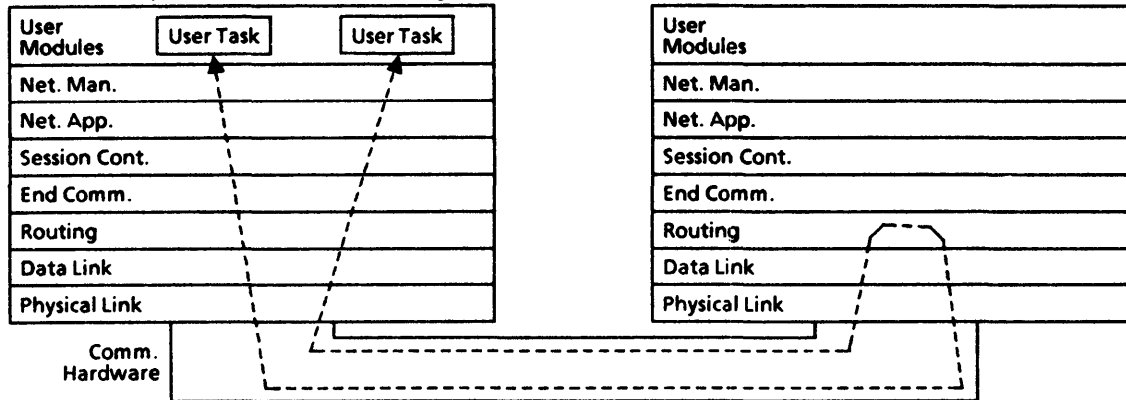 User
Modules
User Task
User Task
Net. Man.
Net. App.
Session Cont.
End Comm.
Routing
Data Link
Physical Link
User
Modules
Net. Man.
Net. App.
Session Cont.
End Comm.
Routing
Data Link
Physical Link
Comm.
Hardware